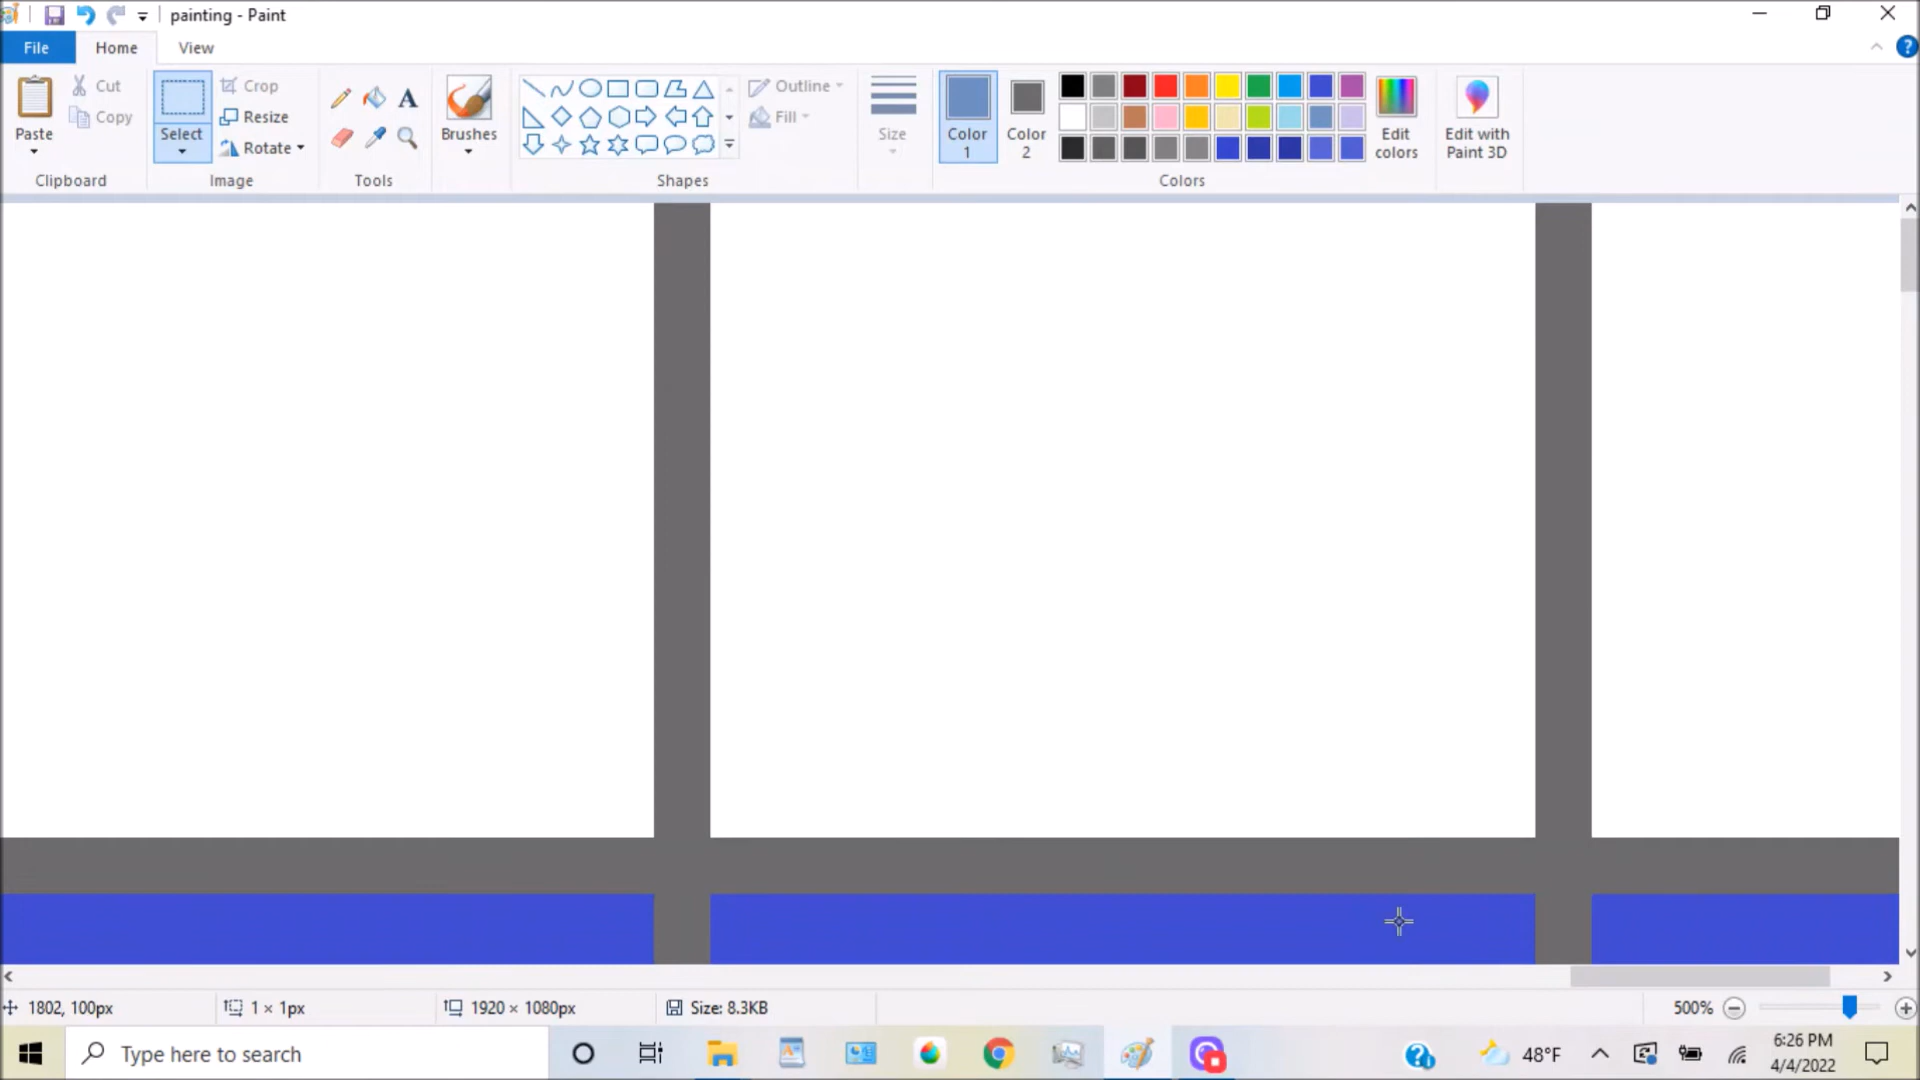 painting - Paint
File
Home
View
Paste
Cut
Copy
Clipboard
Select
Crop
Resize
Rotate
Image
A
Tools
Brushes
Shapes
Outline
Fill
Size
Color
1
Color
2
Edit
colors
Colors
Edit with
Paint 3D
1802, 100px
1 × 1px
1920 × 1080px
Size: 8.3KB
500%
Type here to search
48°F
6:26 PM
4/4/2022